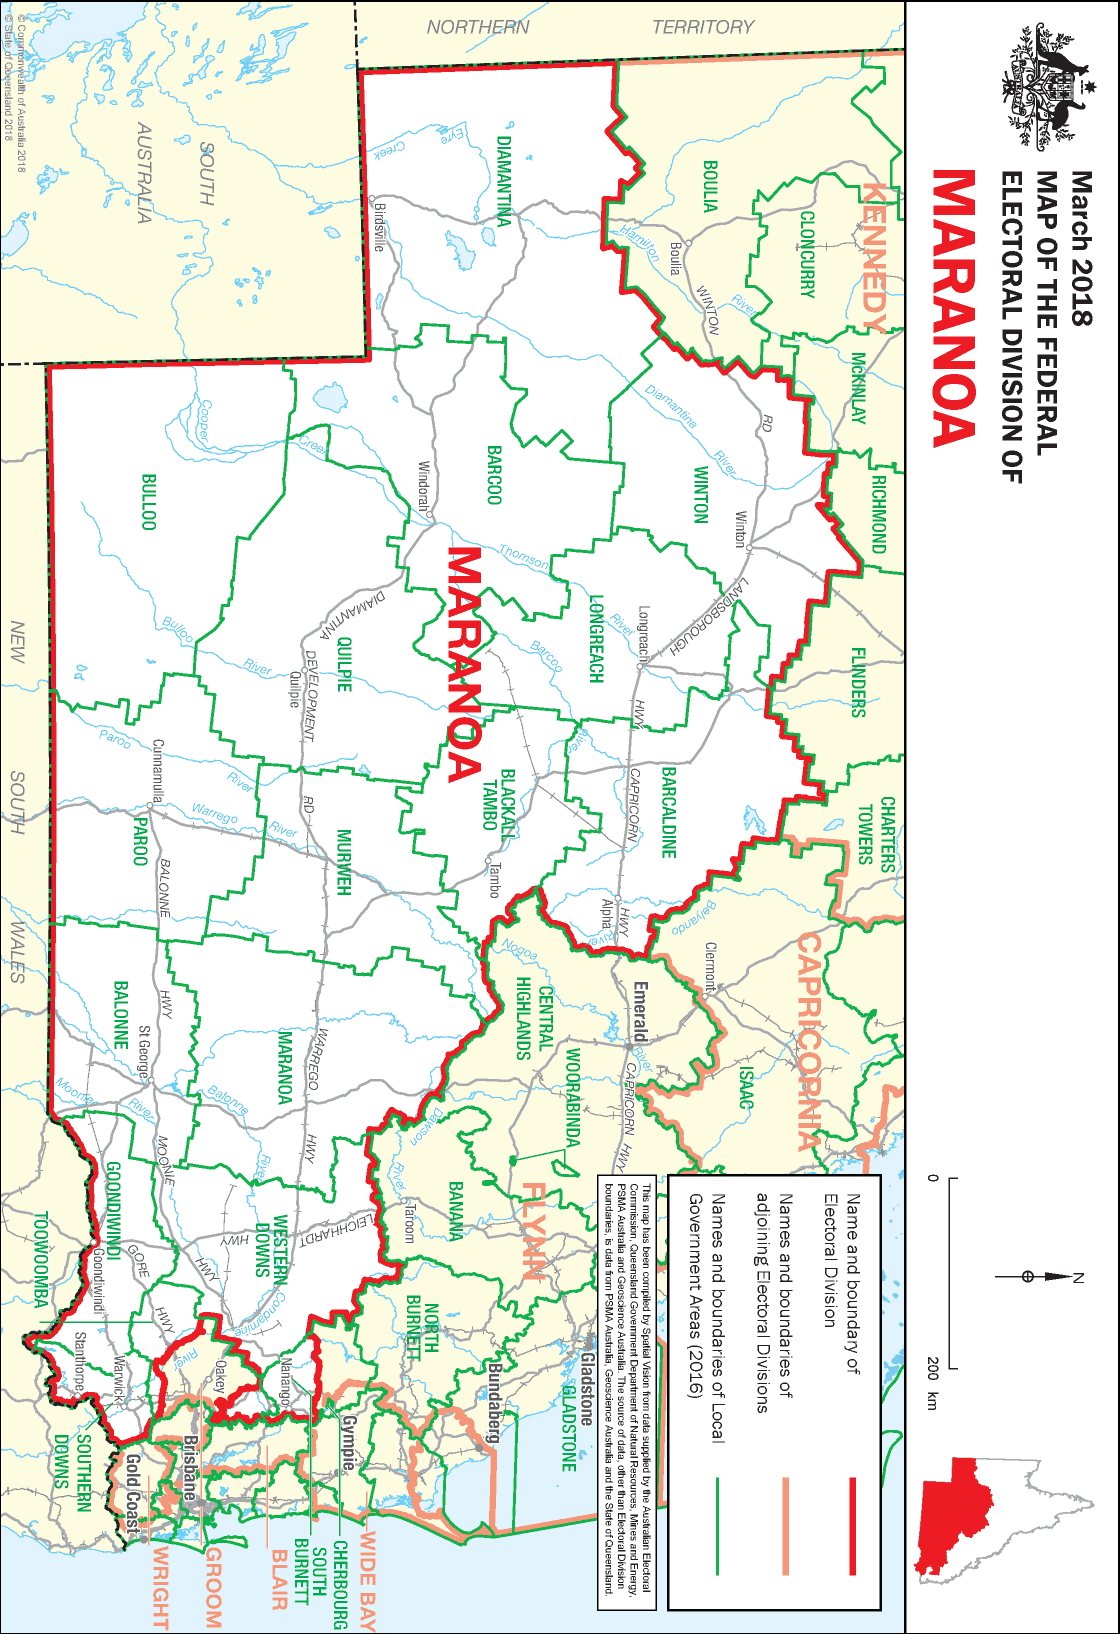 March 2018
MAP OF THE FEDERAL
ELECTORAL DIVISION OF
MARANOA
0
200 km
N
NORTHERN TERRITORY
SOUTH
AUSTRALIA
NEW SOUTH WALES
KENNEDY
CAPRICORNIA
FLYNN
WIDE BAY
BLAIR
GROOM
WRIGHT
MARANOA
BOULIA
CLONCURRY
McKINLAY
RICHMOND
FLINDERS
CHARTERS
TOWERS
ISAAC
DIAMANTINA
WINTON
BARCOO
LONGREACH
BARCALDINE
BLACKALL
TAMBO
CENTRAL
HIGHLANDS
WOORABINDA
BANANA
GLADSTONE
NORTH
BURNETT
BULLOO
QUILPIE
MURWEH
PAROO
BALONNE
MARANOA
WESTERN
DOWNS
GOONDIWINDI
TOOWOOMBA
SOUTHERN
DOWNS
CHERBOURG
SOUTH
BURNETT
Boulia
Birdsville
Windorah
Winton
Longreach
Quilpie
Cunnamulla
Tambo
Alpha
Clermont
Emerald
St George
Taroom
Goondiwindi
Stanthorpe
Warwick
Oakey
Nanango
Gladstone
Bundaberg
Gympie
Brisbane
Gold Coast
Eyre
Creek
Hamilton
River
Diamantina
River
Cooper
Creek
Thomson
River
Barcoo
River
Bulloo
River
Paroo
River
Warrego
River
Belyando
River
Nogoa
River
Dawson
River
Balonne
River
Moonie
River
Condamine
River
WINTON
RD
LANDSBOROUGH
HWY
CAPRICORN
HWY
CAPRICORN HWY
DIAMANTINA
DEVELOPMENT
RD
BALONNE
HWY
WARREGO
HWY
MOONIE
HWY
LEICHHARDT
HWY
GORE
HWY
Name and boundary of
Electoral Division
Names and boundaries of
adjoining Electoral Divisions
Names and boundaries of Local
Government Areas (2016)
This map has been compiled by Spatial Vision from data supplied by the Australian Electoral
Commission, Queensland Government Department of Natural Resources, Mines and Energy,
PSMA Australia and Geoscience Australia. The source of data, other than Electoral Division
boundaries, is data from PSMA Australia, Geoscience Australia and the State of Queensland.
© Commonwealth of Australia 2018
© State of Queensland 2018